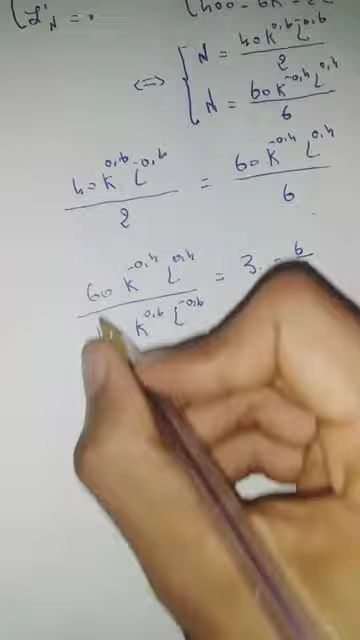 L'_N = 0 (400 - 6K - 2L
⟺ { N = 40K^{0,6} L^{-0,6} / 2
N = 60K^{-0,4} L^{0,4} / 6
40K^{0,6} L^{-0,6} / 2 = 60K^{-0,4} L^{0,4} / 6
60K^{-0,4} L^{0,4} / K^{0,6} L^{-0,6} = 3. = 6